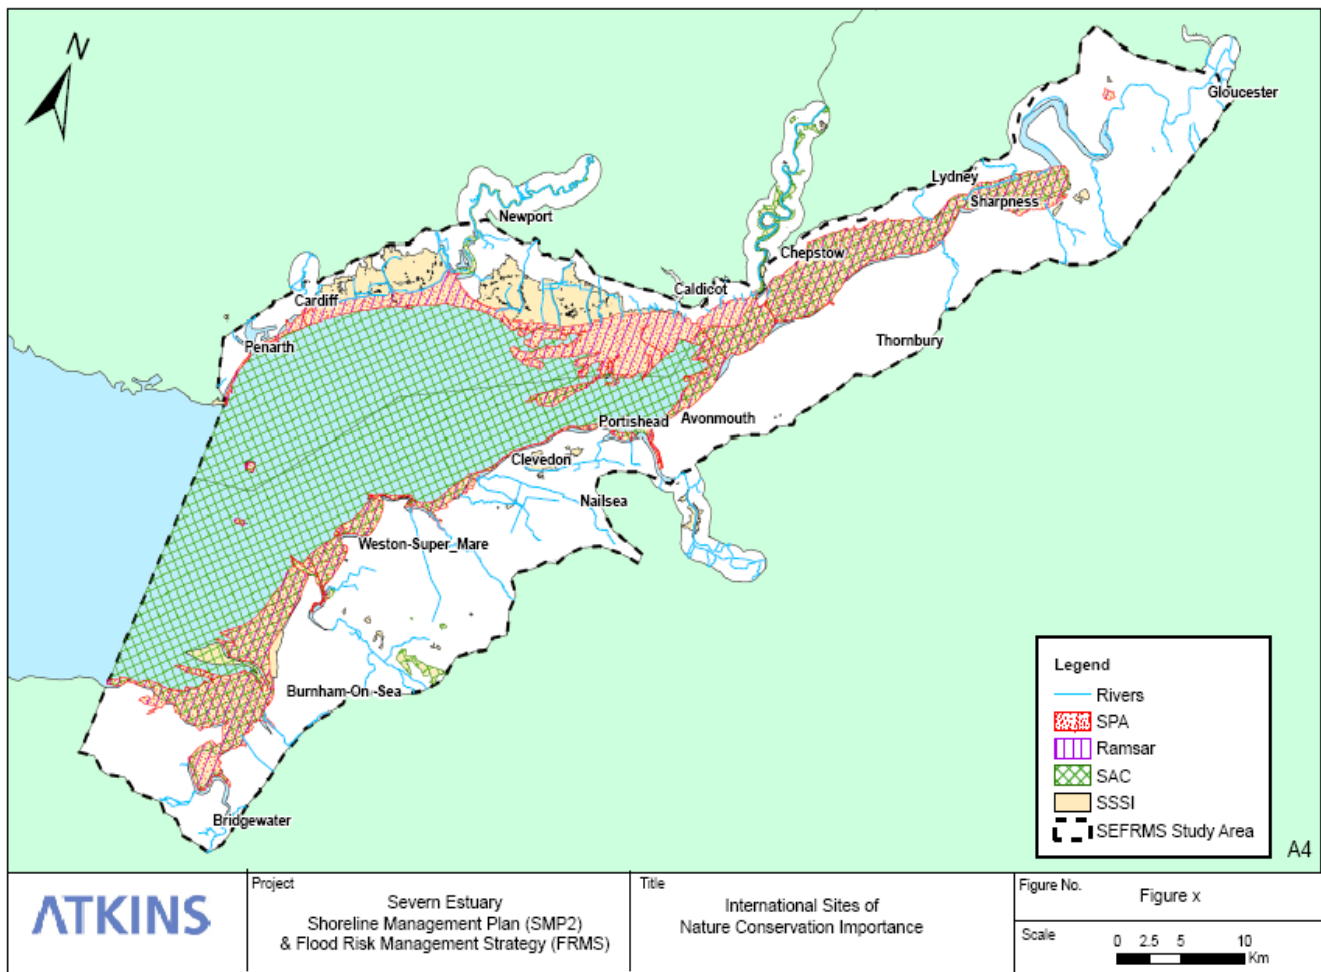 N
Gloucester
Lydney
Sharpness
Newport
Chepstow
Caldicot
Cardiff
Penarth
Thornbury
Portishead
Avonmouth
Clevedon
Nailsea
Weston-Super_Mare
Burnham-On-Sea
Bridgewater
Legend
Rivers
SPA
Ramsar
SAC
SSSI
SEFRMS Study Area
A4
ATKINS
Project
Severn Estuary
Shoreline Management Plan (SMP2)
& Flood Risk Management Strategy (FRMS)
Title
International Sites of
Nature Conservation Importance
Figure No.
Figure x
Scale
0 2.5 5 10
Km